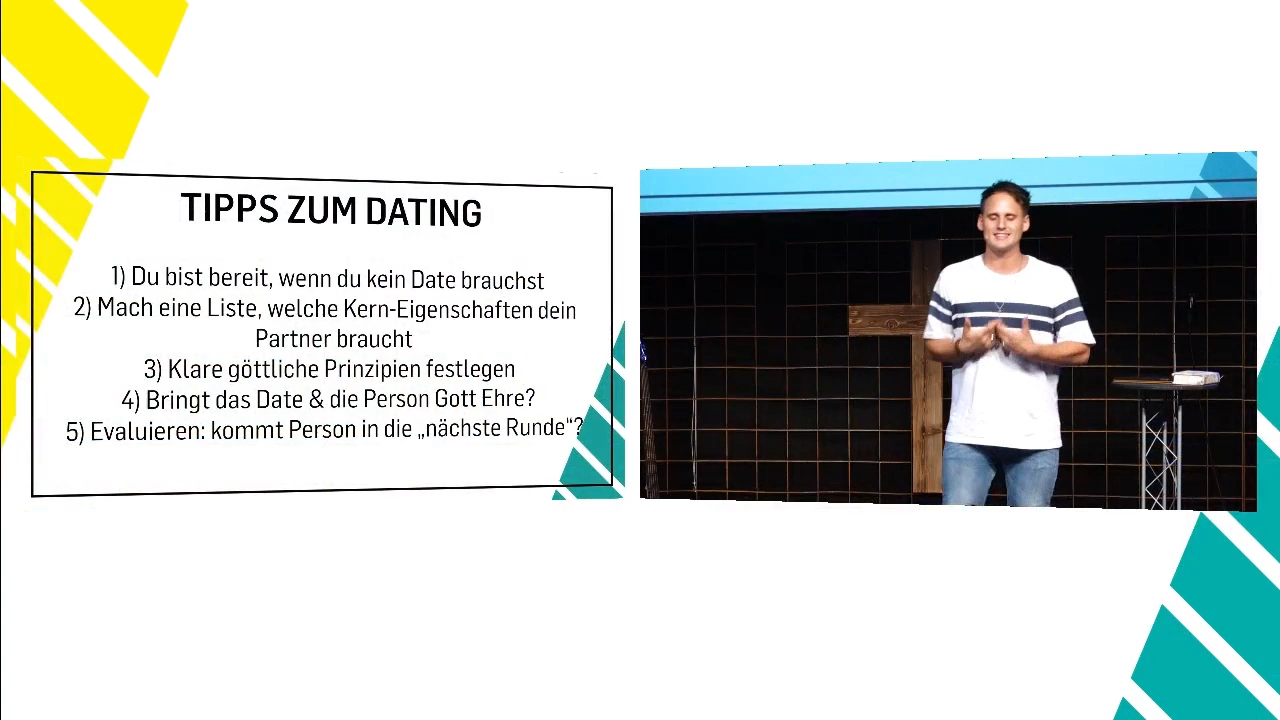 TIPPS ZUM DATING
1) Du bist bereit, wenn du kein Date brauchst
2) Mach eine Liste, welche Kern-Eigenschaften dein
Partner braucht
3) Klare göttliche Prinzipien festlegen
4) Bringt das Date & die Person Gott Ehre?
5) Evaluieren: kommt Person in die „nächste Runde“?